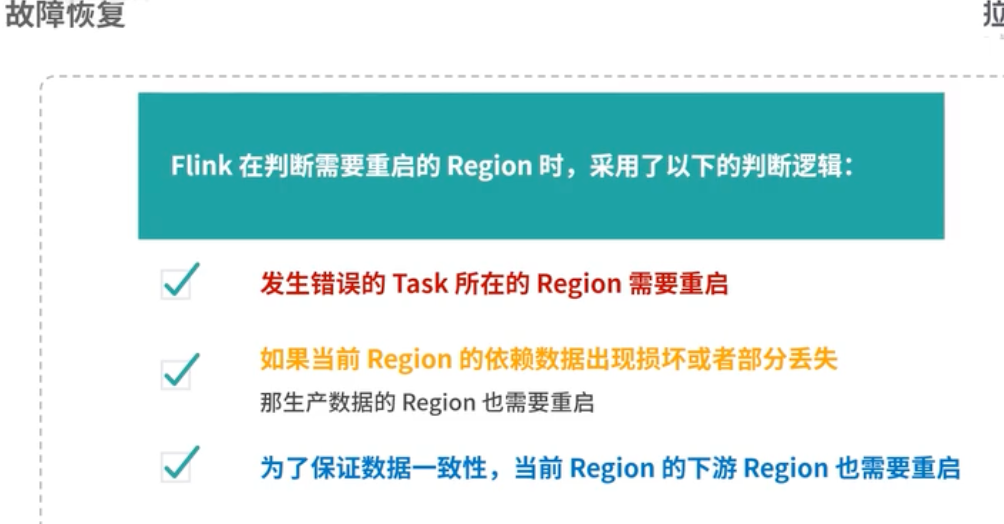 故障恢复
Flink 在判断需要重启的 Region 时，采用了以下的判断逻辑：
发生错误的 Task 所在的 Region 需要重启
如果当前 Region 的依赖数据出现损坏或者部分丢失
那生产数据的 Region 也需要重启
为了保证数据一致性，当前 Region 的下游 Region 也需要重启